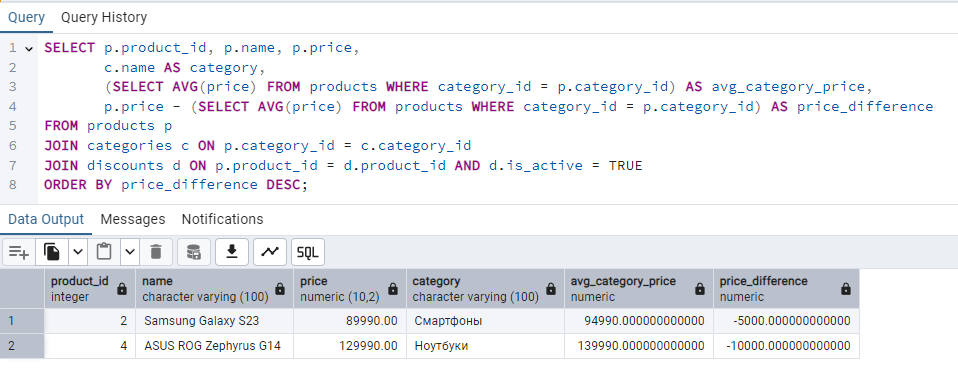 Query Query History
1 SELECT p.product_id, p.name, p.price,
2 c.name AS category,
3 (SELECT AVG(price) FROM products WHERE category_id = p.category_id) AS avg_category_price,
4 p.price - (SELECT AVG(price) FROM products WHERE category_id = p.category_id) AS price_difference
5 FROM products p
6 JOIN categories c ON p.category_id = c.category_id
7 JOIN discounts d ON p.product_id = d.product_id AND d.is_active = TRUE
8 ORDER BY price_difference DESC;
Data Output Messages Notifications
SQL
product_id name price category avg_category_price price_difference
integer character varying (100) numeric (10,2) character varying (100) numeric numeric
1 2 Samsung Galaxy S23 89990.00 Смартфоны 94990.000000000000 -5000.000000000000
2 4 ASUS ROG Zephyrus G14 129990.00 Ноутбуки 139990.000000000000 -10000.000000000000